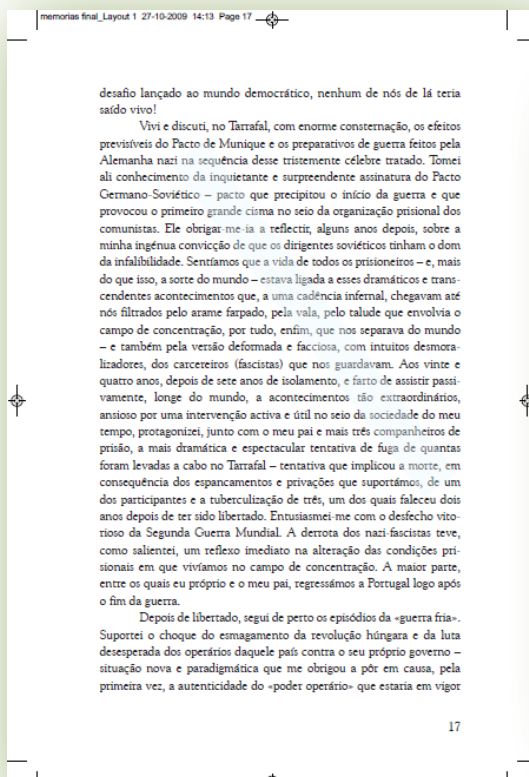 memorias final_Layout 1 27-10-2009 14:13 Page 17
desafio lançado ao mundo democrático, nenhum de nós de lá teria
saído vivo!
Vivi e discuti, no Tarrafal, com enorme consternação, os efeitos
previsíveis do Pacto de Munique e os preparativos de guerra feitos pela
Alemanha nazi na sequência desse tristemente célebre tratado. Tomei
ali conhecimento da inquietante e surpreendente assinatura do Pacto
Germano-Soviético – pacto que precipitou o início da guerra e que
provocou o primeiro grande cisma no seio da organização prisional dos
comunistas. Ele obrigar-me-ia a reflectir, alguns anos depois, sobre a
minha ingénua convicção de que os dirigentes soviéticos tinham o dom
da infalibilidade. Sentíamos que a vida de todos os prisioneiros – e, mais
do que isso, a sorte do mundo – estava ligada a esses dramáticos e trans-
cendentes acontecimentos que, a uma cadência infernal, chegavam até
nós filtrados pelo arame farpado, pela vala, pelo talude que envolvia o
campo de concentração, por tudo, enfim, que nos separava do mundo
– e também pela versão deformada e facciosa, com intuitos desmora-
lizadores, dos carcereiros (fascistas) que nos guardavam. Aos vinte e
quatro anos, depois de sete anos de isolamento, e farto de assistir passi-
vamente, longe do mundo, a acontecimentos tão extraordinários,
ansioso por uma intervenção activa e útil no seio da sociedade do meu
tempo, protagonizei, junto com o meu pai e mais três companheiros de
prisão, a mais dramática e espectacular tentativa de fuga de quantas
foram levadas a cabo no Tarrafal – tentativa que implicou a morte, em
consequência dos espancamentos e privações que suportámos, de um
dos participantes e a tuberculização de três, um dos quais faleceu dois
anos depois de ter sido libertado. Entusiasmei-me com o desfecho vito-
rioso da Segunda Guerra Mundial. A derrota dos nazi-fascistas teve,
como salientei, um reflexo imediato na alteração das condições pri-
sionais em que vivíamos no campo de concentração. A maior parte,
entre os quais eu próprio e o meu pai, regressámos a Portugal logo após
o fim da guerra.
Depois de libertado, segui de perto os episódios da «guerra fria».
Suportei o choque do esmagamento da revolução húngara e da luta
desesperada dos operários daquele país contra o seu próprio governo –
situação nova e paradigmática que me obrigou a pôr em causa, pela
primeira vez, a autenticidade do «poder operário» que estaria em vigor
17